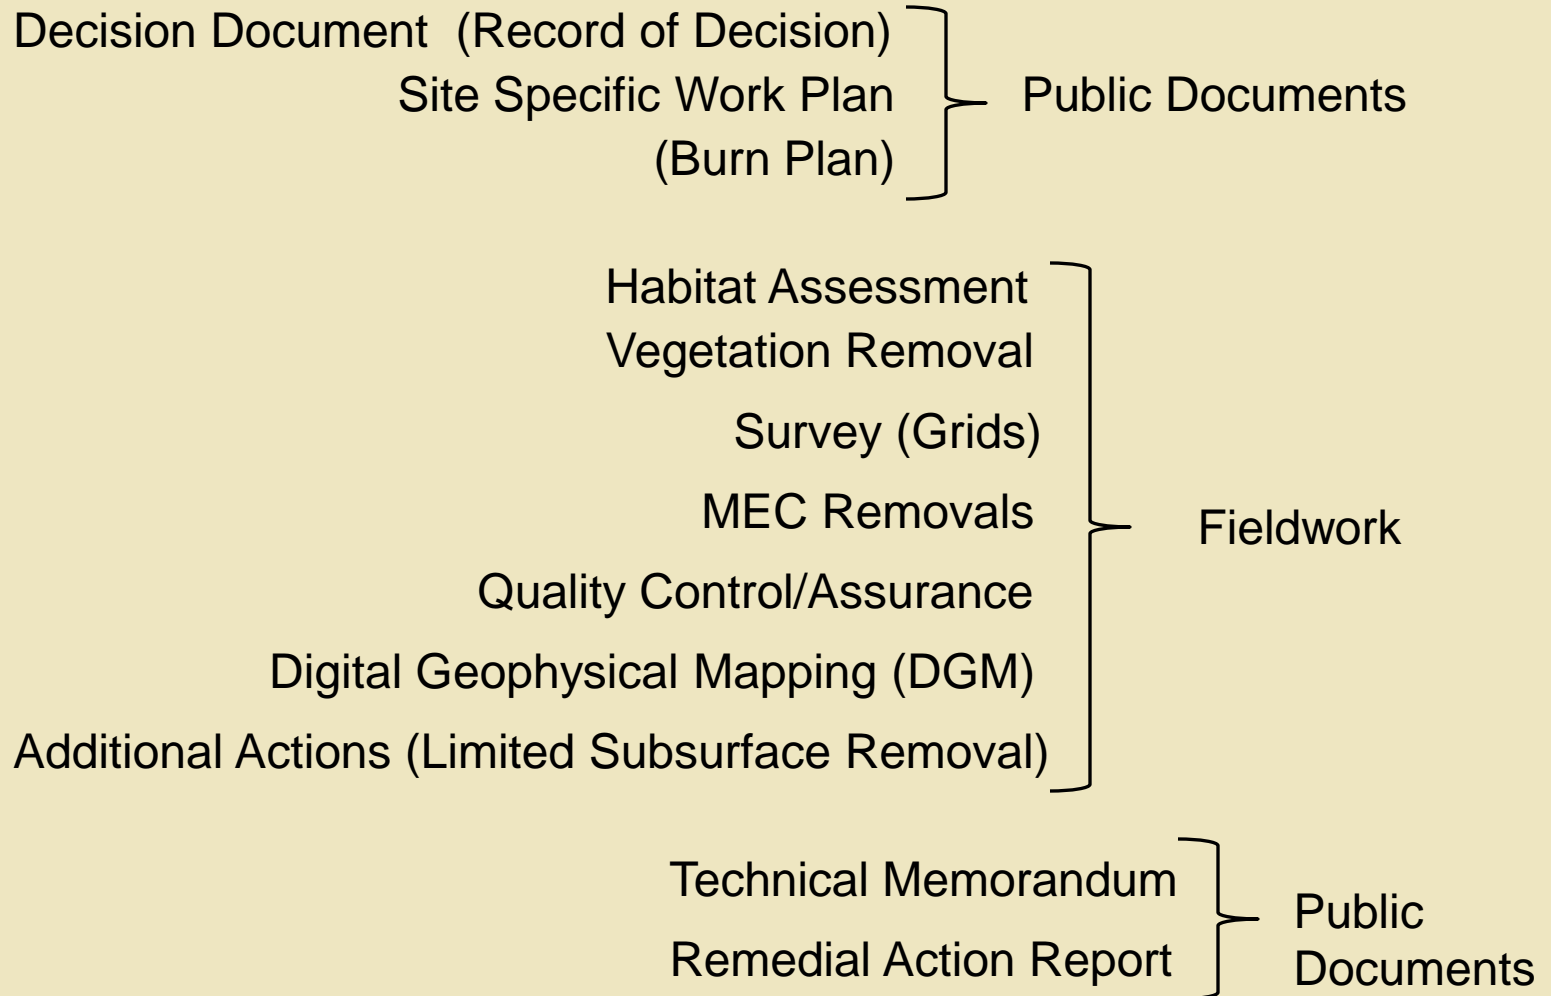 Decision Document (Record of Decision)
Site Specific Work Plan
(Burn Plan)
Public Documents
Habitat Assessment
Vegetation Removal
Survey (Grids)
MEC Removals
Quality Control/Assurance
Digital Geophysical Mapping (DGM)
Additional Actions (Limited Subsurface Removal)
Fieldwork
Technical Memorandum
Remedial Action Report
Public
Documents